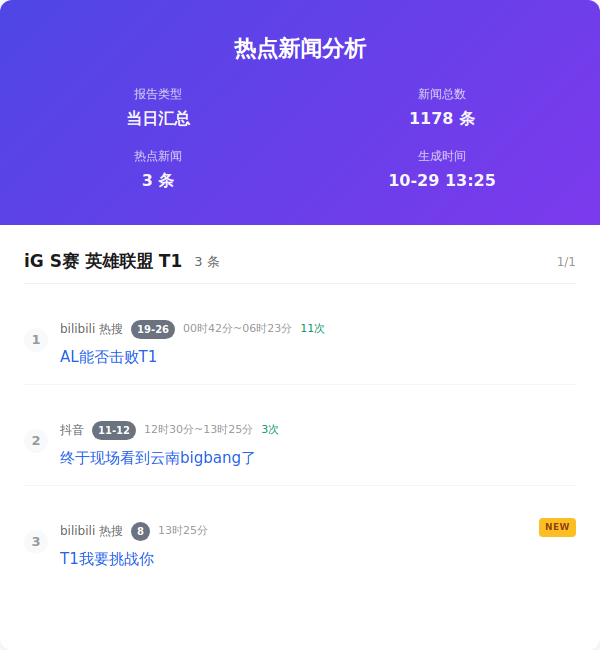 热点新闻分析
报告类型 新闻总数
当日汇总 1178 条
热点新闻 生成时间
3 条 10-29 13:25
iG S赛 英雄联盟 T1 3 条 1/1
1 bilibili 热搜 19-26 00时42分~06时23分 11次
AL能否击败T1
2 抖音 11-12 12时30分~13时25分 3次
终于现场看到云南bigbang了
3 bilibili 热搜 8 13时25分 NEW
T1我要挑战你